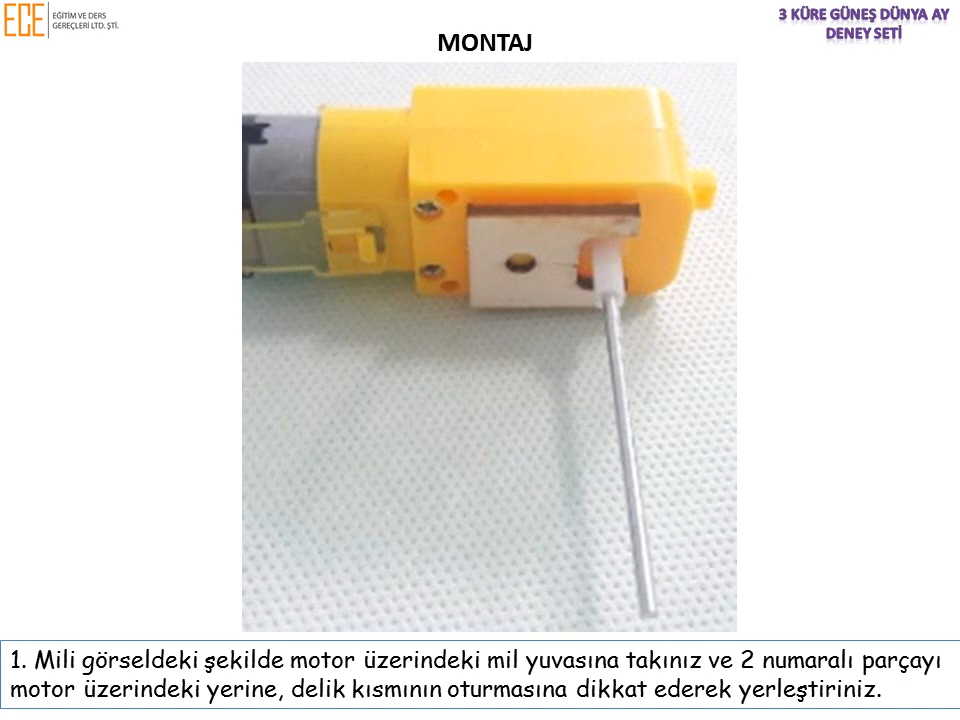 ECE
EĞİTİM VE DERS
GEREÇLERİ LTD. ŞTİ.
3 KÜRE GÜNEŞ DÜNYA AY
DENEY SETİ
MONTAJ
1. Mili görseldeki şekilde motor üzerindeki mil yuvasına takınız ve 2 numaralı parçayı
motor üzerindeki yerine, delik kısmının oturmasına dikkat ederek yerleştiriniz.